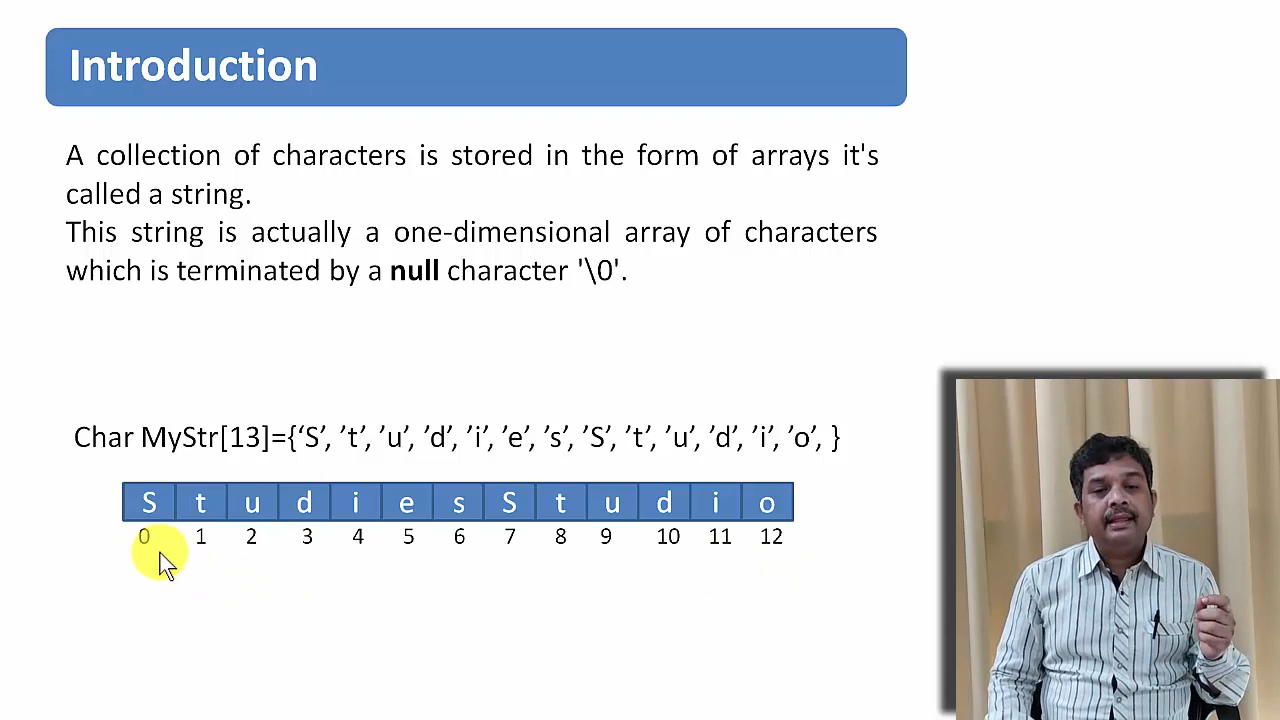 Introduction
A collection of characters is stored in the form of arrays it's
called a string.
This string is actually a one-dimensional array of characters
which is terminated by a null character '\0'.
Char MyStr[13]={‘S’, ’t’, ’u’, ’d’, ’i’, ’e’, ’s’, ’S’, ’t’, ’u’, ’d’, ’i’, ’o’, }
S t u d i e s S t u d i o
0 1 2 3 4 5 6 7 8 9 10 11 12